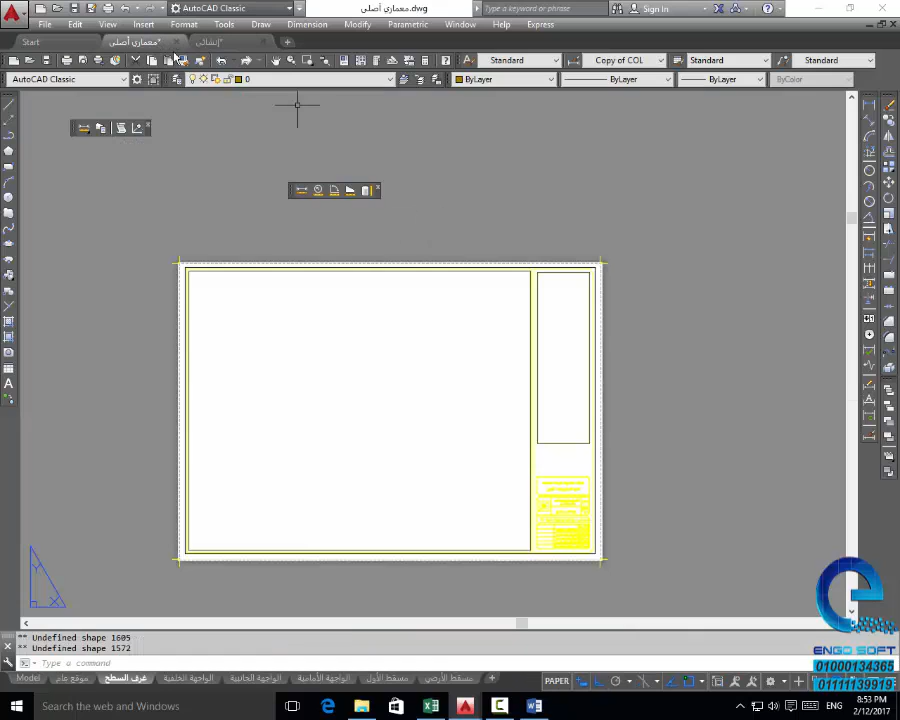 AutoCAD Classic
معماري أصلى.dwg
Type a keyword or phrase
Sign In
File Edit View Insert Format Tools Draw Dimension Modify Parametric Window Help Express
Start
معماري أصلى*
إنشائي*
Standard
Copy of COL
Standard
Standard
AutoCAD Classic
0
ByLayer
ByLayer
ByLayer
ByColor
Y
X
** Undefined shape 1605
** Undefined shape 1572
Type a command
Model
موقع عام
غرف السطح
الواجهة الخلفية
الواجهة الجانبية
الواجهة الأمامية
مسقط الأول
مسقط الأرضي
PAPER
ENGO SOFT
01000134365
01111139919
Search the web and Windows
ENG
8:53 PM
2/12/2017